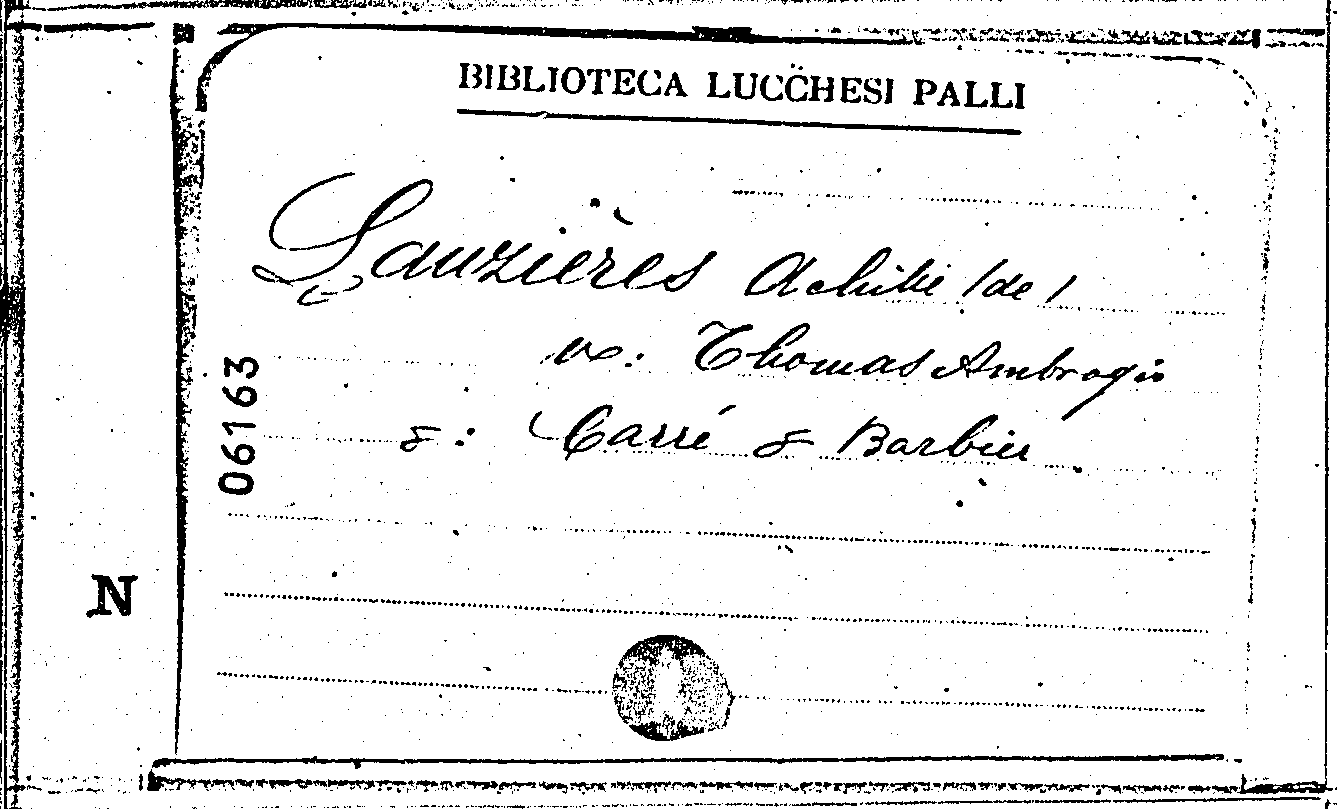 BIBLIOTECA LUCCHESI PALLI
Lauzières Achille (de)
v. : Thomas Ambrogio
& : Carré & Barbier
06163
N